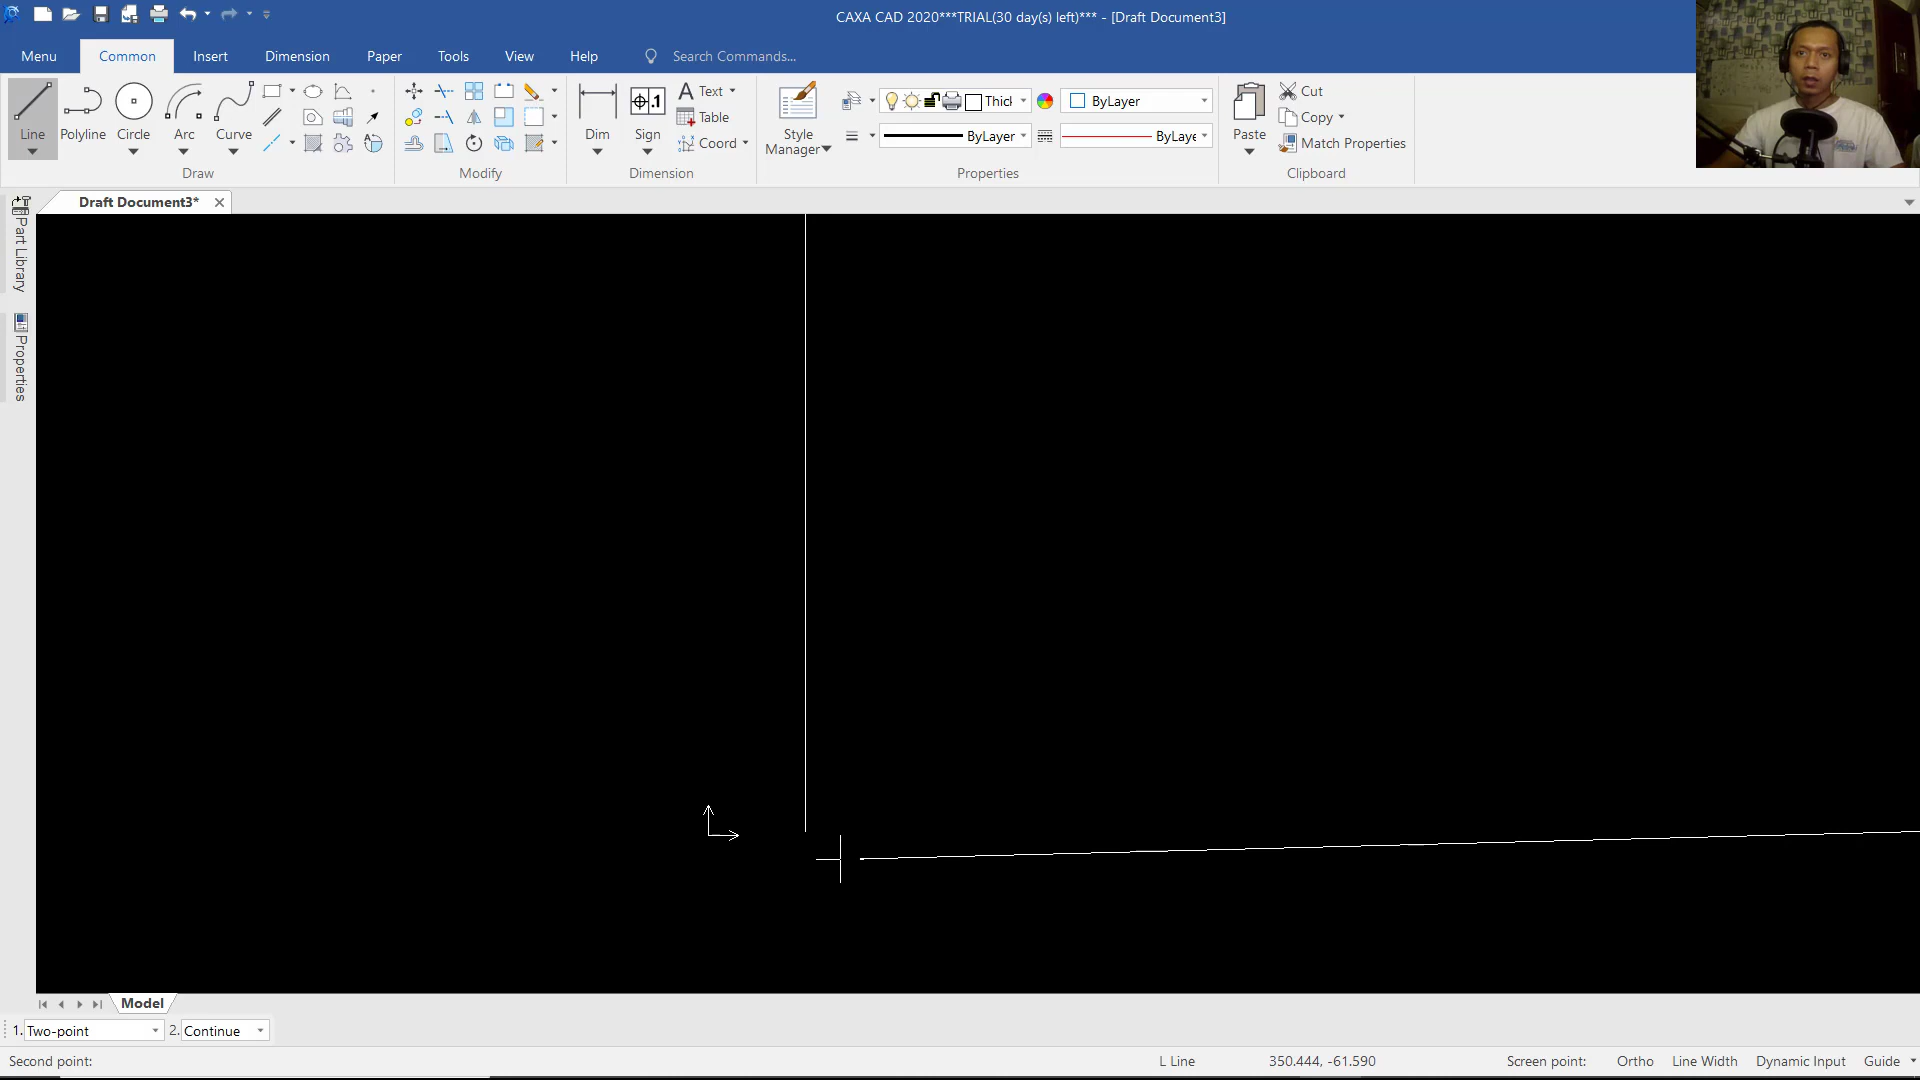 CAXA CAD 2020***TRIAL(30 day(s) left)*** - [Draft Document3]
Menu
Common
Insert
Dimension
Paper
Tools
View
Help
Search Commands...
Line
Polyline
Circle
Arc
Curve
Draw
Modify
Dim
Sign
.1
Text
Table
Coord
Dimension
Style
Manager
Thick
ByLayer
ByLayer
ByLaye
Properties
Paste
Cut
Copy
Match Properties
Clipboard
Draft Document3*
Part Library
Properties
Model
1. Two-point
2. Continue
Second point:
L Line
350.444, -61.590
Screen point:
Ortho
Line Width
Dynamic Input
Guide